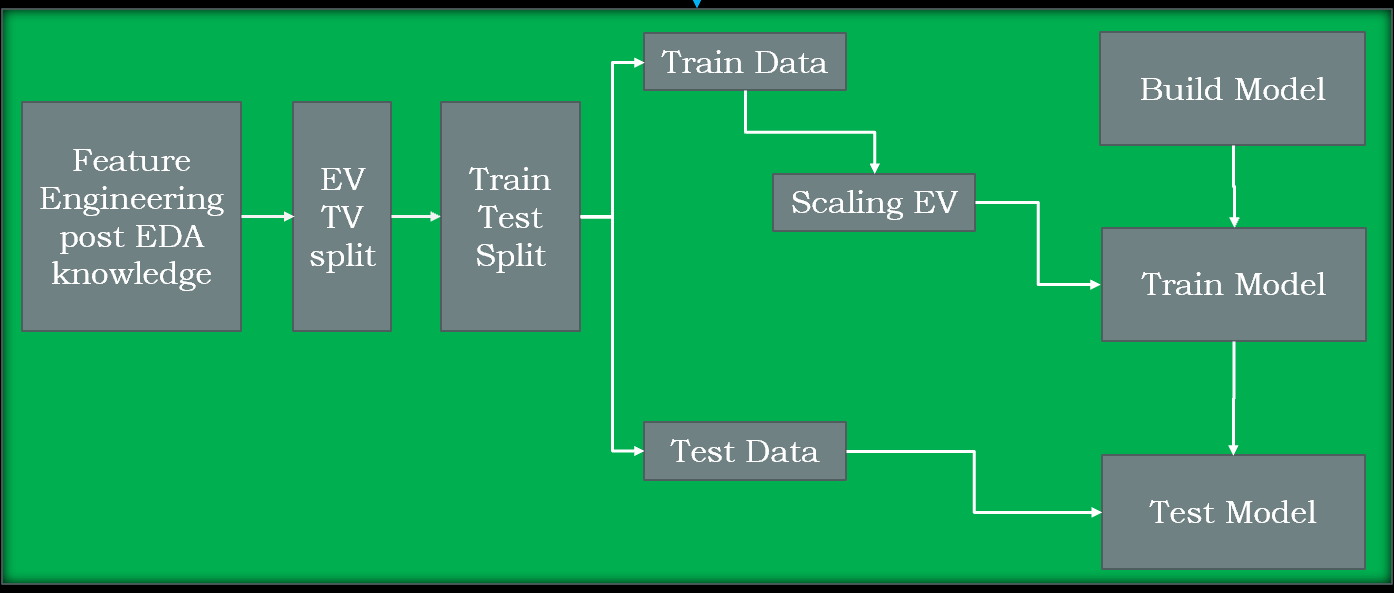 Feature
Engineering
post EDA
knowledge
EV
TV
split
Train
Test
Split
Train Data
Scaling EV
Test Data
Build Model
Train Model
Test Model